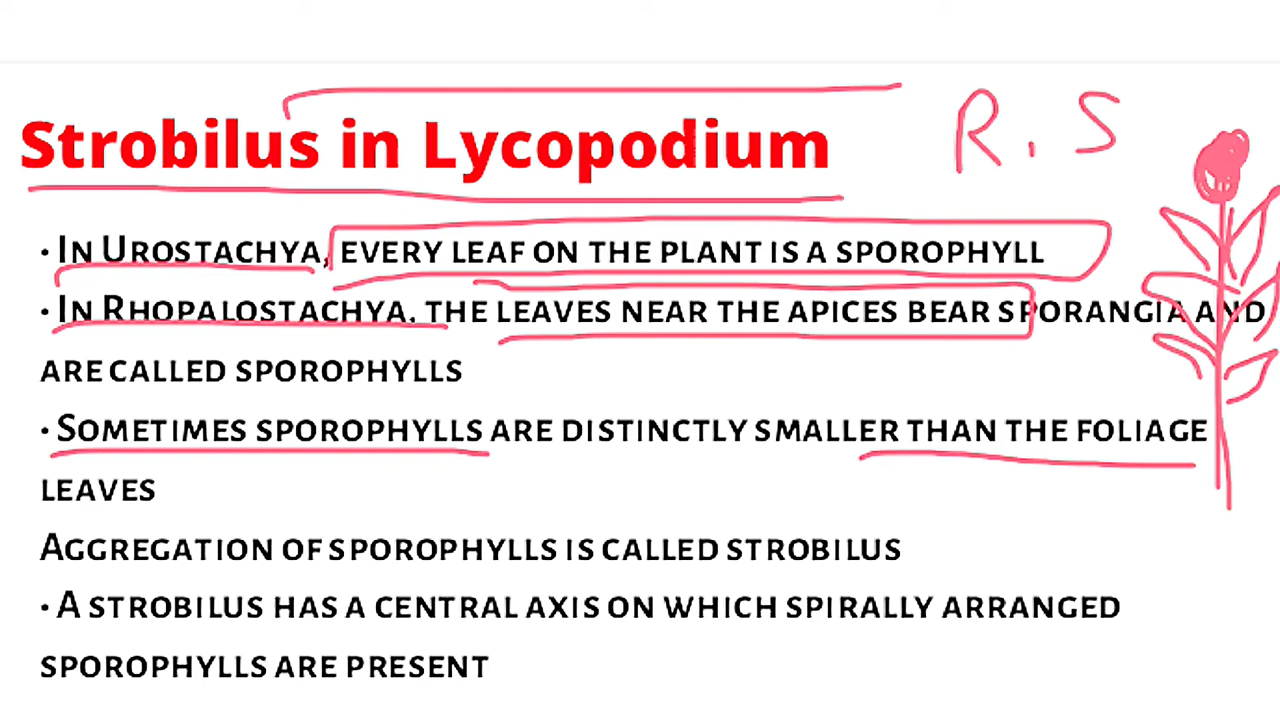 Strobilus in Lycopodium
R. S
• In Urostachya, every leaf on the plant is a sporophyll
• In Rhopalostachya. the leaves near the apices bear sporangia and
are called sporophylls
• Sometimes sporophylls are distinctly smaller than the foliage
leaves
Aggregation of sporophylls is called strobilus
• A strobilus has a central axis on which spirally arranged
sporophylls are present